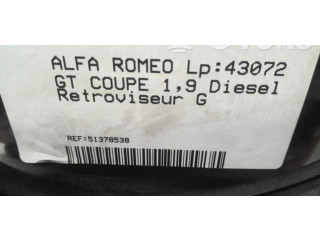 ALFA ROMEO Lp:43072
GT COUPE 1,9 Diesel
Retroviseur G
REF:51378538